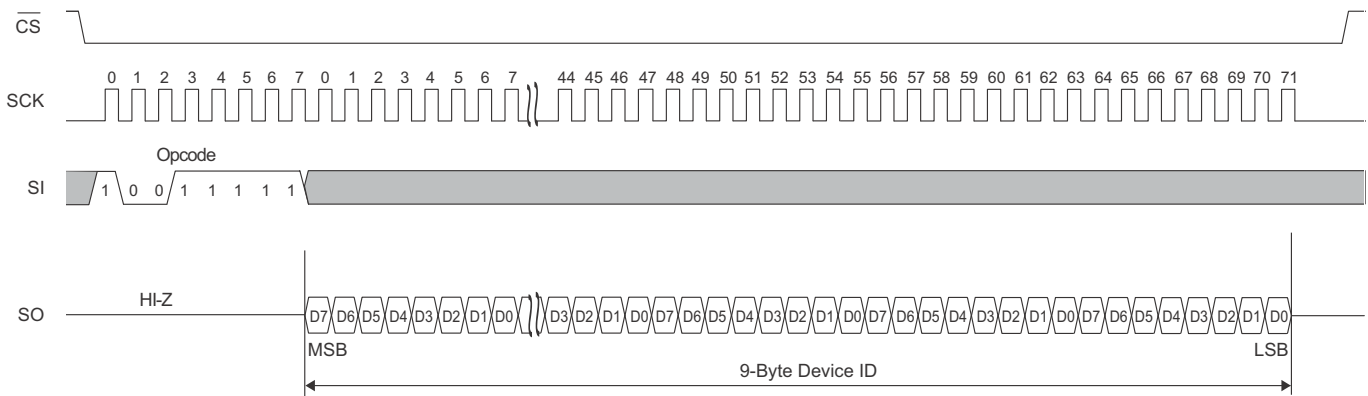 CS
0 1 2 3 4 5 6 7 0 1 2 3 4 5 6 7 44 45 46 47 48 49 50 51 52 53 54 55 56 57 58 59 60 61 62 63 64 65 66 67 68 69 70 71
SCK
Opcode
SI 1 0 0 1 1 1 1 1
HI-Z
SO D7 D6 D5 D4 D3 D2 D1 D0 D3 D2 D1 D0 D7 D6 D5 D4 D3 D2 D1 D0 D7 D6 D5 D4 D3 D2 D1 D0 D7 D6 D5 D4 D3 D2 D1 D0
MSB LSB
9-Byte Device ID